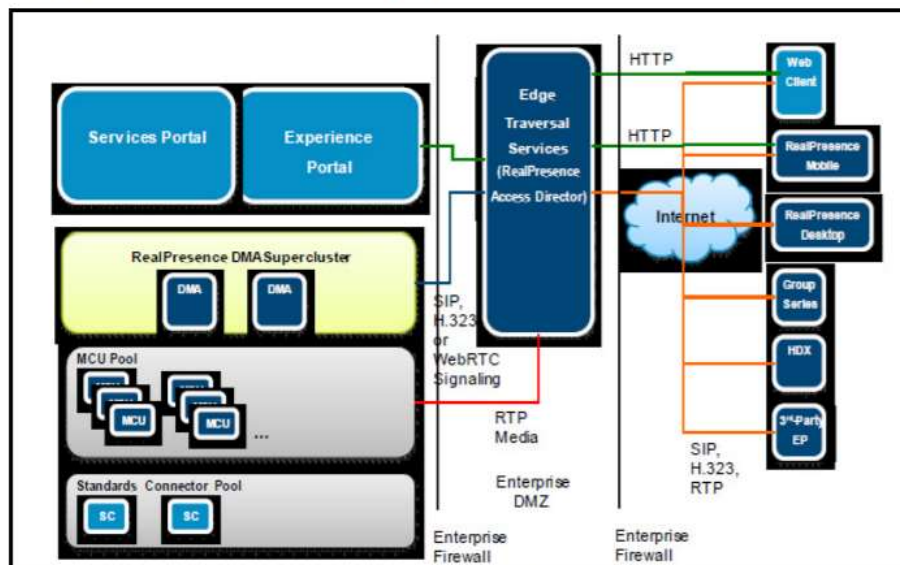 Services Portal
Experience
Portal
RealPresence DMASupercluster
DMA
DMA
MCU Pool
MCU
MCU
...
Standards Connector Pool
SC
SC
Edge
Traversal
Services
(RealPresence
Access Director)
SIP,
H.323
or
WebRTC
Signaling
RTP
Media
Enterprise
DMZ
Enterprise
Firewall
Enterprise
Firewall
HTTP
HTTP
Internet
SIP,
H.323,
RTP
Web
Client
RealPresence
Mobile
RealPresence
Desktop
Group
Series
HDX
3rd-Party
EP